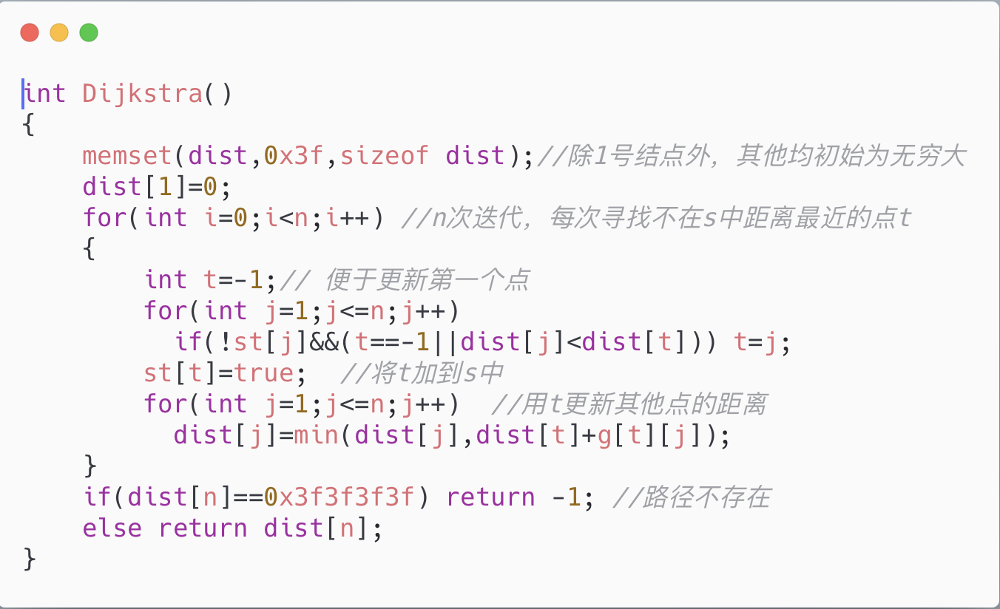 int Dijkstra()
{
    memset(dist,0x3f,sizeof dist);//除1号结点外，其他均初始为无穷大
    dist[1]=0;
    for(int i=0;i<n;i++) //n次迭代，每次寻找不在s中距离最近的点t
    {
        int t=-1;// 便于更新第一个点
        for(int j=1;j<=n;j++)
          if(!st[j]&&(t==-1||dist[j]<dist[t])) t=j;
        st[t]=true;  //将t加到s中
        for(int j=1;j<=n;j++)  //用t更新其他点的距离
          dist[j]=min(dist[j],dist[t]+g[t][j]);
    }
    if(dist[n]==0x3f3f3f3f) return -1; //路径不存在
    else return dist[n];
}